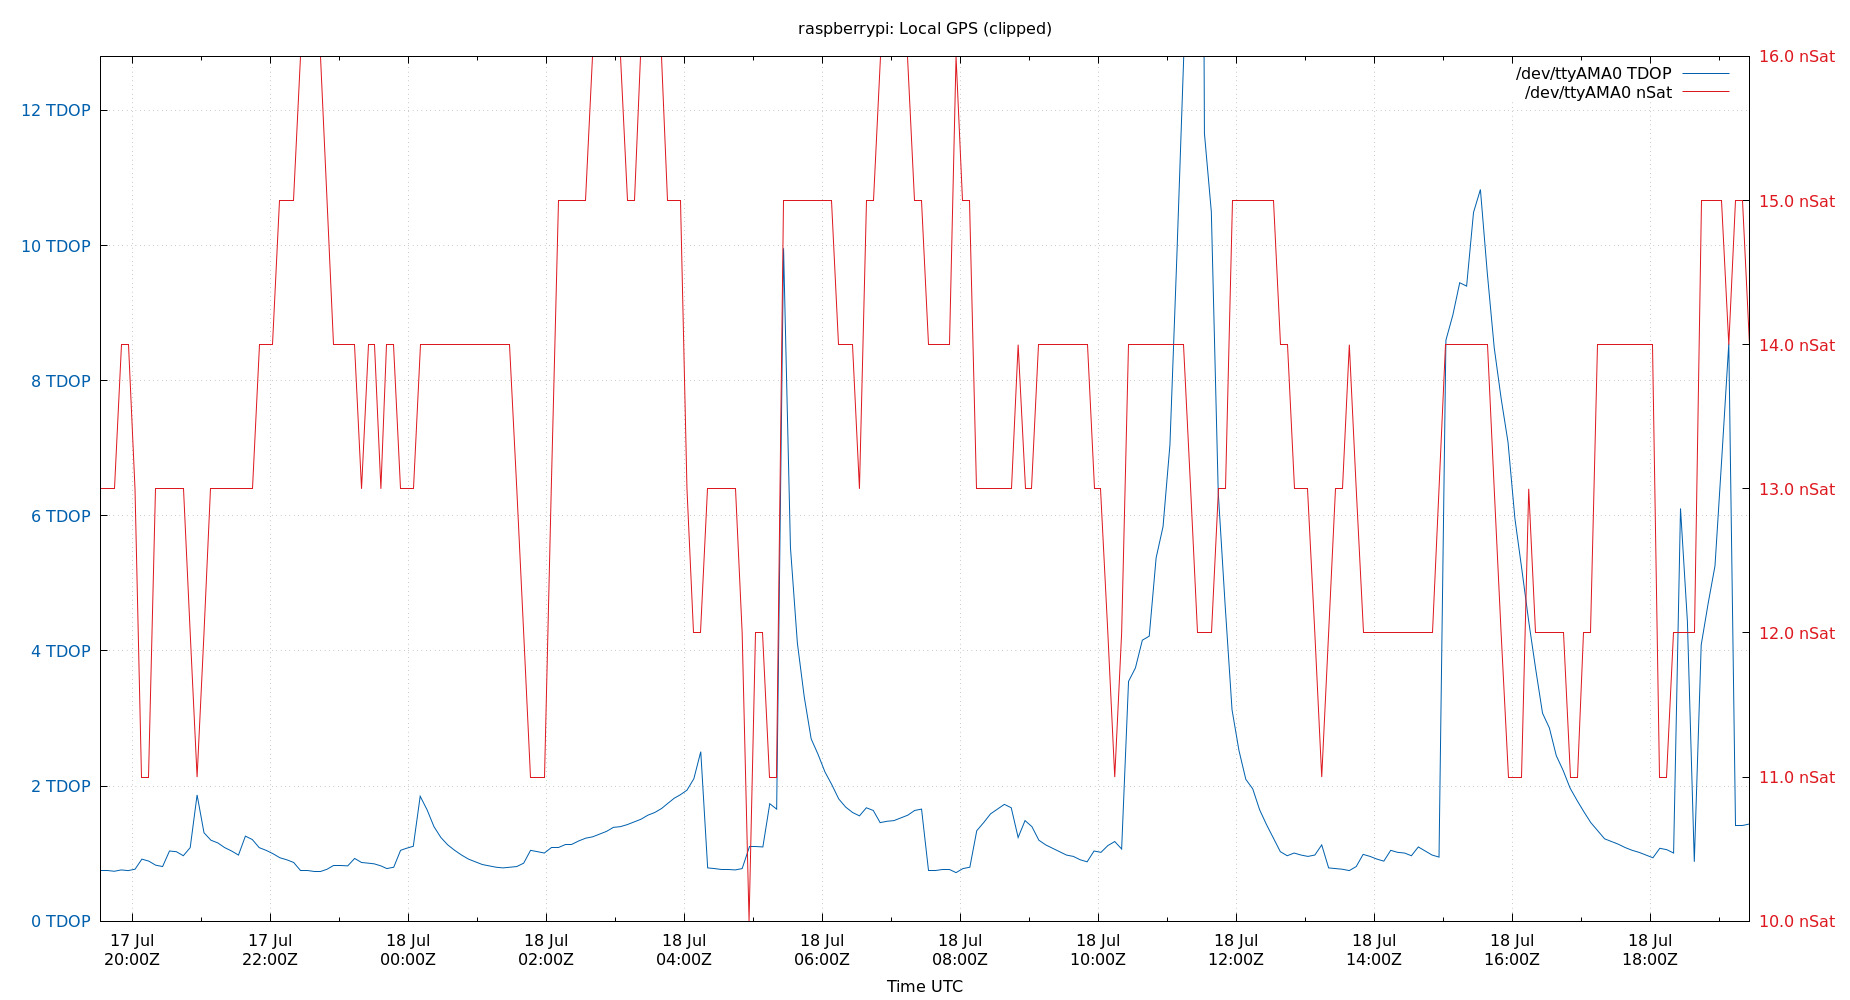 raspberrypi: Local GPS (clipped)
16.0 nSat
/dev/ttyAMA0 TDOP
/dev/ttyAMA0 nSat
12 TDOP
15.0 nSat
10 TDOP
14.0 nSat
8 TDOP
13.0 nSat
6 TDOP
12.0 nSat
4 TDOP
11.0 nSat
2 TDOP
10.0 nSat
0 TDOP
17 Jul 17 Jul 18 Jul 18 Jul 18 Jul 18 Jul 18 Jul 18 Jul 18 Jul 18 Jul 18 Jul 18 Jul
20:00Z 22:00Z 00:00Z 02:00Z 04:00Z 06:00Z 08:00Z 10:00Z 12:00Z 14:00Z 16:00Z 18:00Z
Time UTC